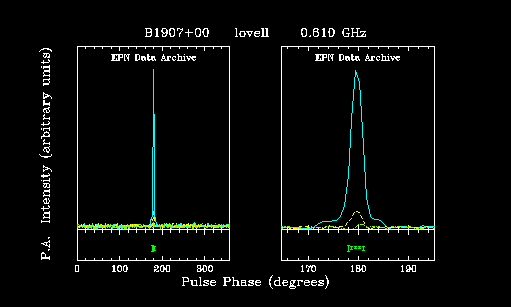 B1907+00 lovell 0.610 GHz
EPN Data Archive EPN Data Archive
P.A. Intensity (arbitrary units)
0 100 200 300 170 180 190
Pulse Phase (degrees)